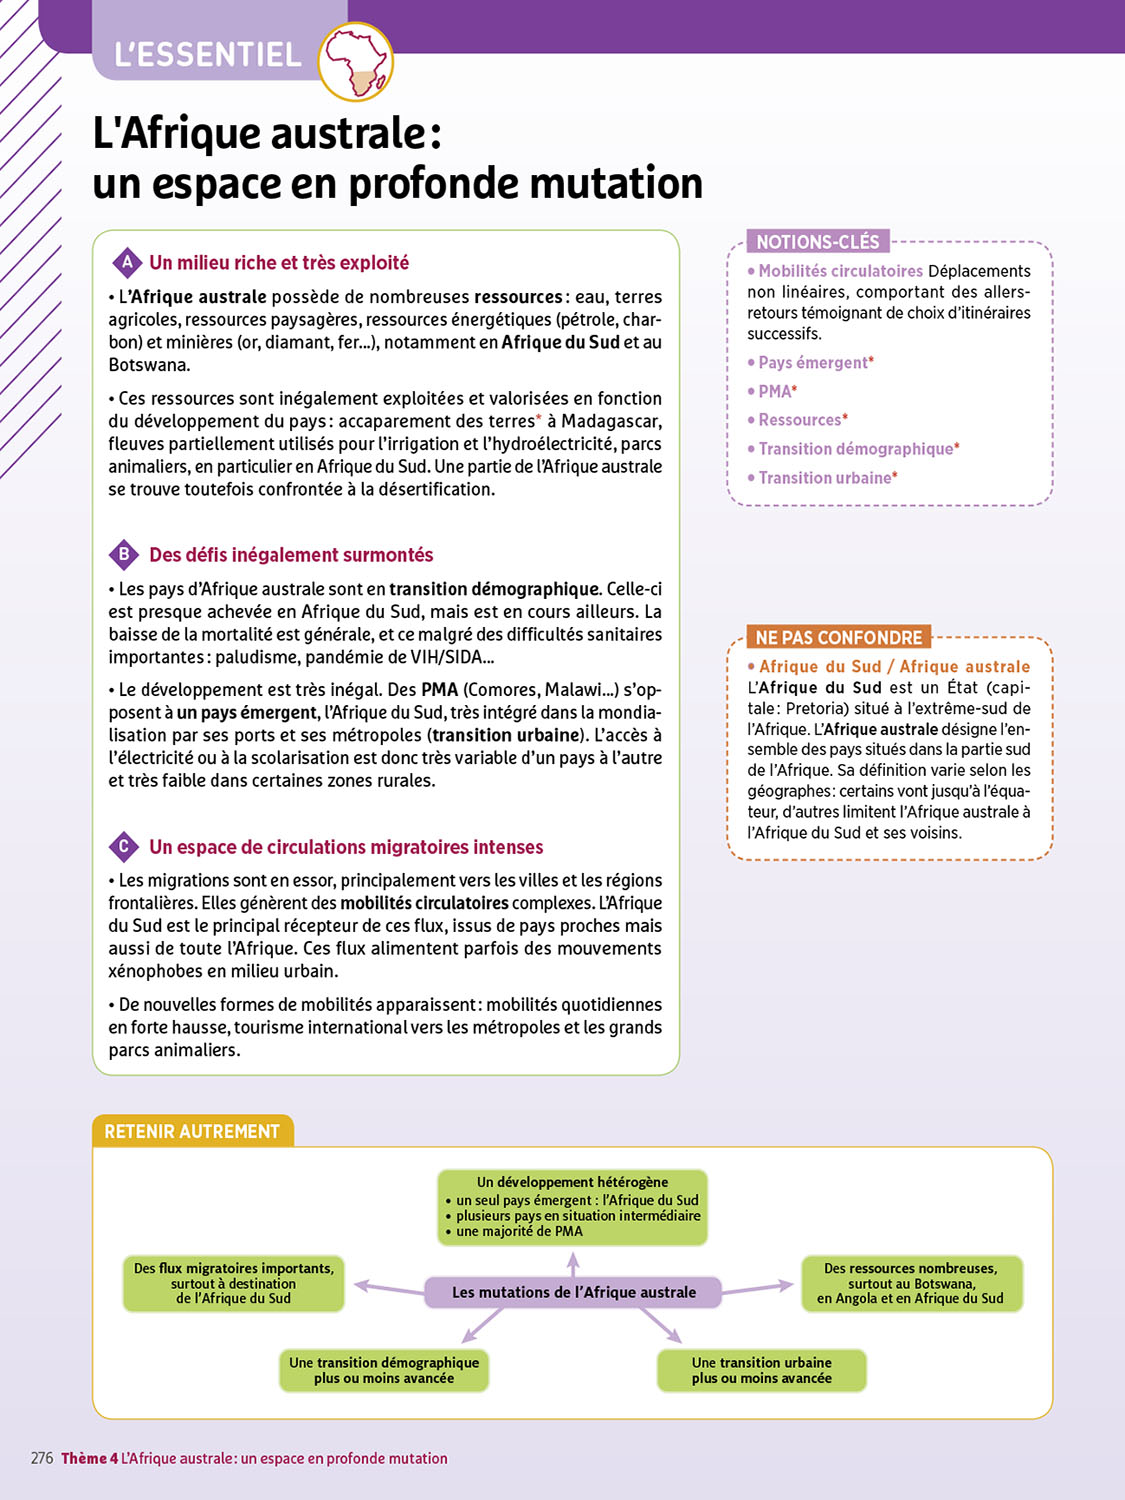 L'ESSENTIEL
L'Afrique australe :
un espace en profonde mutation
A Un milieu riche et très exploité
• L'Afrique australe possède de nombreuses ressources : eau, terres
agricoles, ressources paysagères, ressources énergétiques (pétrole, char-
bon) et minières (or, diamant, fer...), notamment en Afrique du Sud et au
Botswana.
• Ces ressources sont inégalement exploitées et valorisées en fonction
du développement du pays : accaparement des terres* à Madagascar,
fleuves partiellement utilisés pour l'irrigation et l'hydroélectricité, parcs
animaliers, en particulier en Afrique du Sud. Une partie de l'Afrique australe
se trouve toutefois confrontée à la désertification.
B Des défis inégalement surmontés
• Les pays d'Afrique australe sont en transition démographique. Celle-ci
est presque achevée en Afrique du Sud, mais est en cours ailleurs. La
baisse de la mortalité est générale, et ce malgré des difficultés sanitaires
importantes : paludisme, pandémie de VIH/SIDA...
• Le développement est très inégal. Des PMA (Comores, Malawi...) s'op-
posent à un pays émergent, l'Afrique du Sud, très intégré dans la mondia-
lisation par ses ports et ses métropoles (transition urbaine). L'accès à
l'électricité ou à la scolarisation est donc très variable d'un pays à l'autre
et très faible dans certaines zones rurales.
C Un espace de circulations migratoires intenses
• Les migrations sont en essor, principalement vers les villes et les régions
frontalières. Elles génèrent des mobilités circulatoires complexes. L'Afrique
du Sud est le principal récepteur de ces flux, issus de pays proches mais
aussi de toute l'Afrique. Ces flux alimentent parfois des mouvements
xénophobes en milieu urbain.
• De nouvelles formes de mobilités apparaissent : mobilités quotidiennes
en forte hausse, tourisme international vers les métropoles et les grands
parcs animaliers.
NOTIONS-CLÉS
• Mobilités circulatoires Déplacements
non linéaires, comportant des allers-
retours témoignant de choix d'itinéraires
successifs.
• Pays émergent*
• PMA*
• Ressources*
• Transition démographique*
• Transition urbaine*
NE PAS CONFONDRE
• Afrique du Sud / Afrique australe
L'Afrique du Sud est un État (capi-
tale : Pretoria) situé à l'extrême-sud de
l'Afrique. L'Afrique australe désigne l'en-
semble des pays situés dans la partie sud
de l'Afrique. Sa définition varie selon les
géographes : certains vont jusqu'à l'équa-
teur, d'autres limitent l'Afrique australe à
l'Afrique du Sud et ses voisins.
RETENIR AUTREMENT
Un développement hétérogène
• un seul pays émergent : l'Afrique du Sud
• plusieurs pays en situation intermédiaire
• une majorité de PMA
Des flux migratoires importants,
surtout à destination
de l'Afrique du Sud
Les mutations de l'Afrique australe
Des ressources nombreuses,
surtout au Botswana,
en Angola et en Afrique du Sud
Une transition démographique
plus ou moins avancée
Une transition urbaine
plus ou moins avancée
276 Thème 4 L'Afrique australe : un espace en profonde mutation